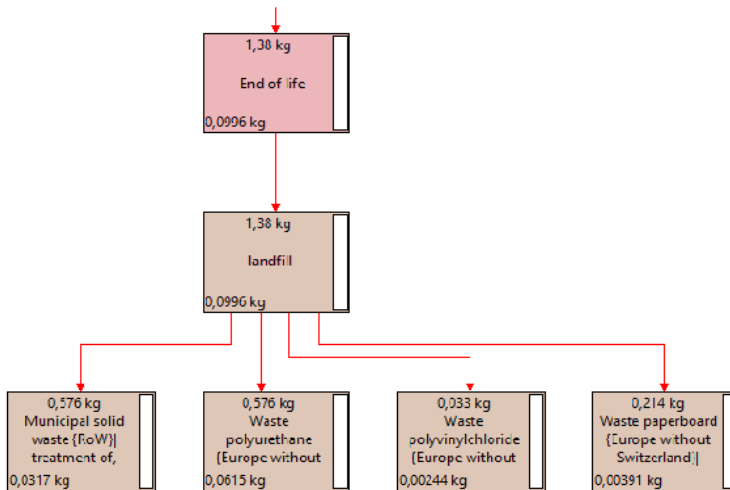 1,38 kg
End of life
0,0996 kg
1,38 kg
landfill
0,0996 kg
0,576 kg
Municipal solid
waste {RoW}|
treatment of,
0,0317 kg
0,576 kg
Waste
polyurethane
{Europe without
0,0615 kg
0,033 kg
Waste
polyvinylchloride
{Europe without
0,00244 kg
0,214 kg
Waste paperboard
{Europe without
Switzerland}|
0,00391 kg